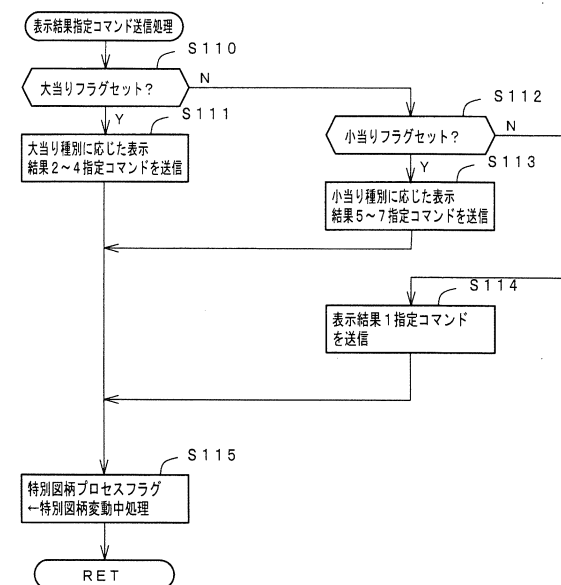 表示結果指定コマンド送信処理
S110
大当りフラグセット?
N
Y
S111
大当り種別に応じた表示
結果2~4指定コマンドを送信
S112
小当りフラグセット?
N
Y
S113
小当り種別に応じた表示
結果5~7指定コマンドを送信
S114
表示結果1指定コマンド
を送信
S115
特別図柄プロセスフラグ
←特別図柄変動中処理
RET